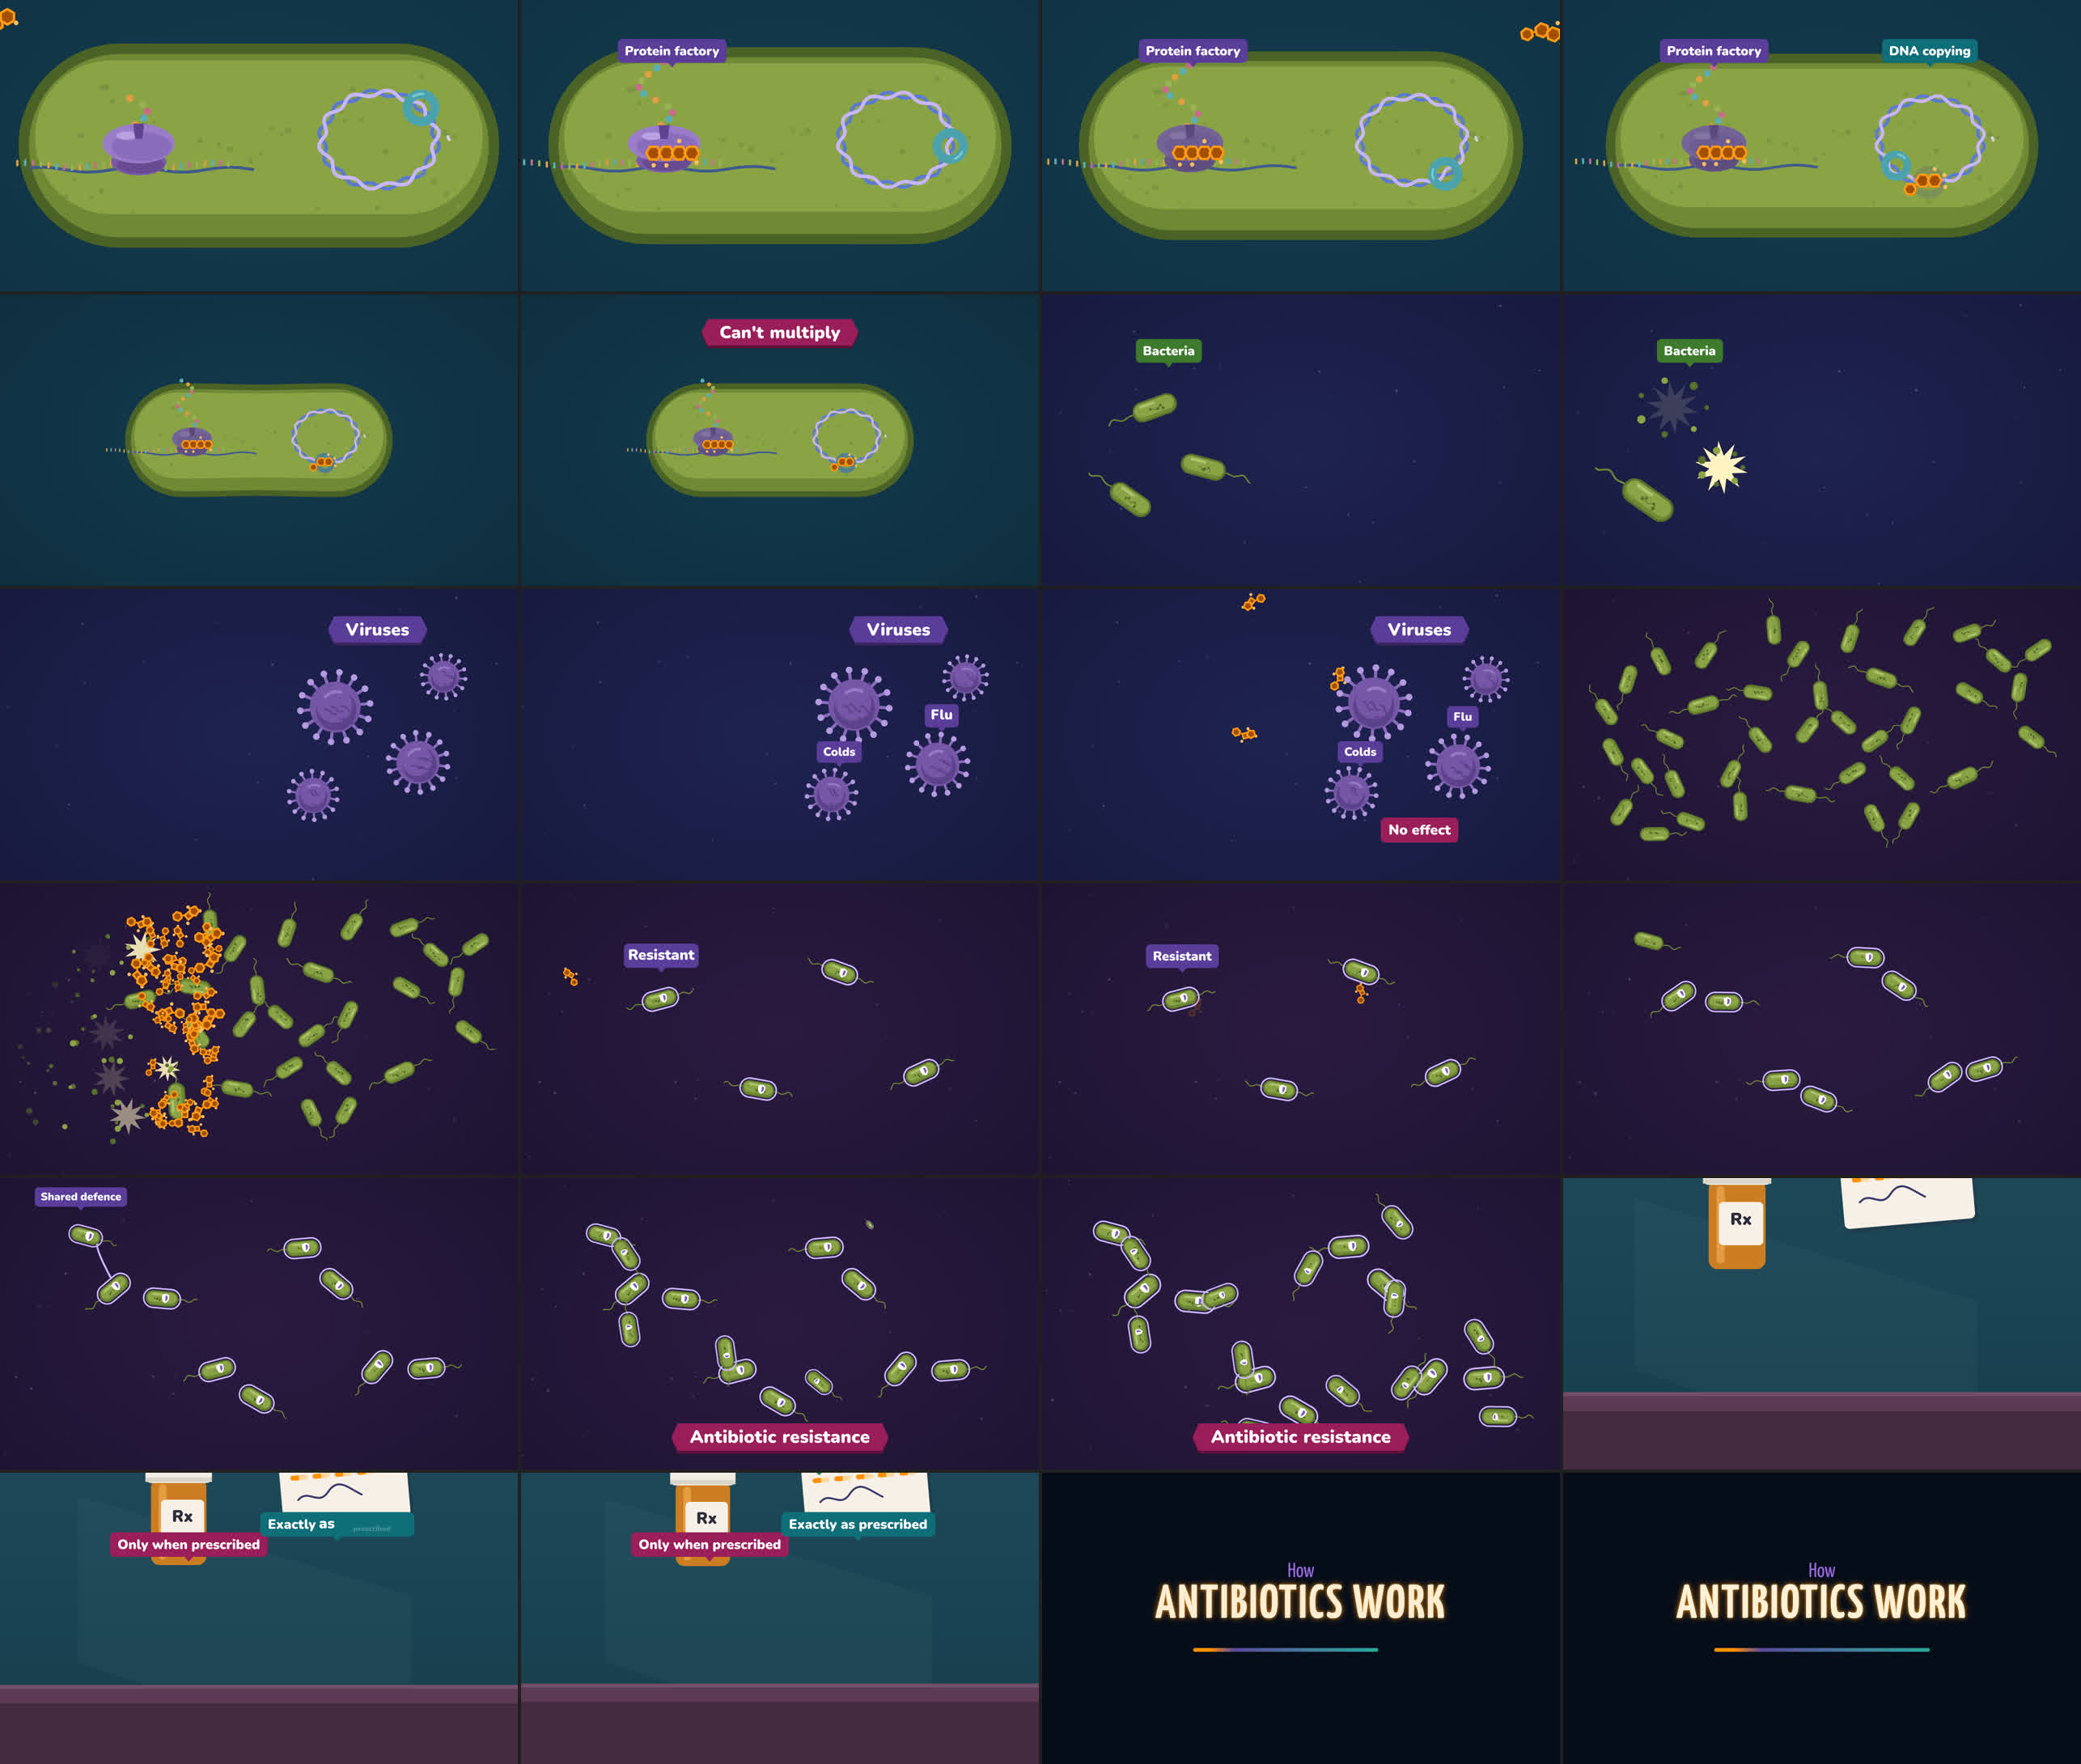 Protein factory
Protein factory
Protein factory
DNA copying
Can't multiply
Bacteria
Bacteria
Viruses
Viruses
Flu
Colds
Viruses
Flu
Colds
No effect
Resistant
Resistant
Shared defence
Antibiotic resistance
Antibiotic resistance
Rx
Rx
Exactly as prescribed
Only when prescribed
Rx
Exactly as prescribed
Only when prescribed
How
ANTIBIOTICS WORK
How
ANTIBIOTICS WORK